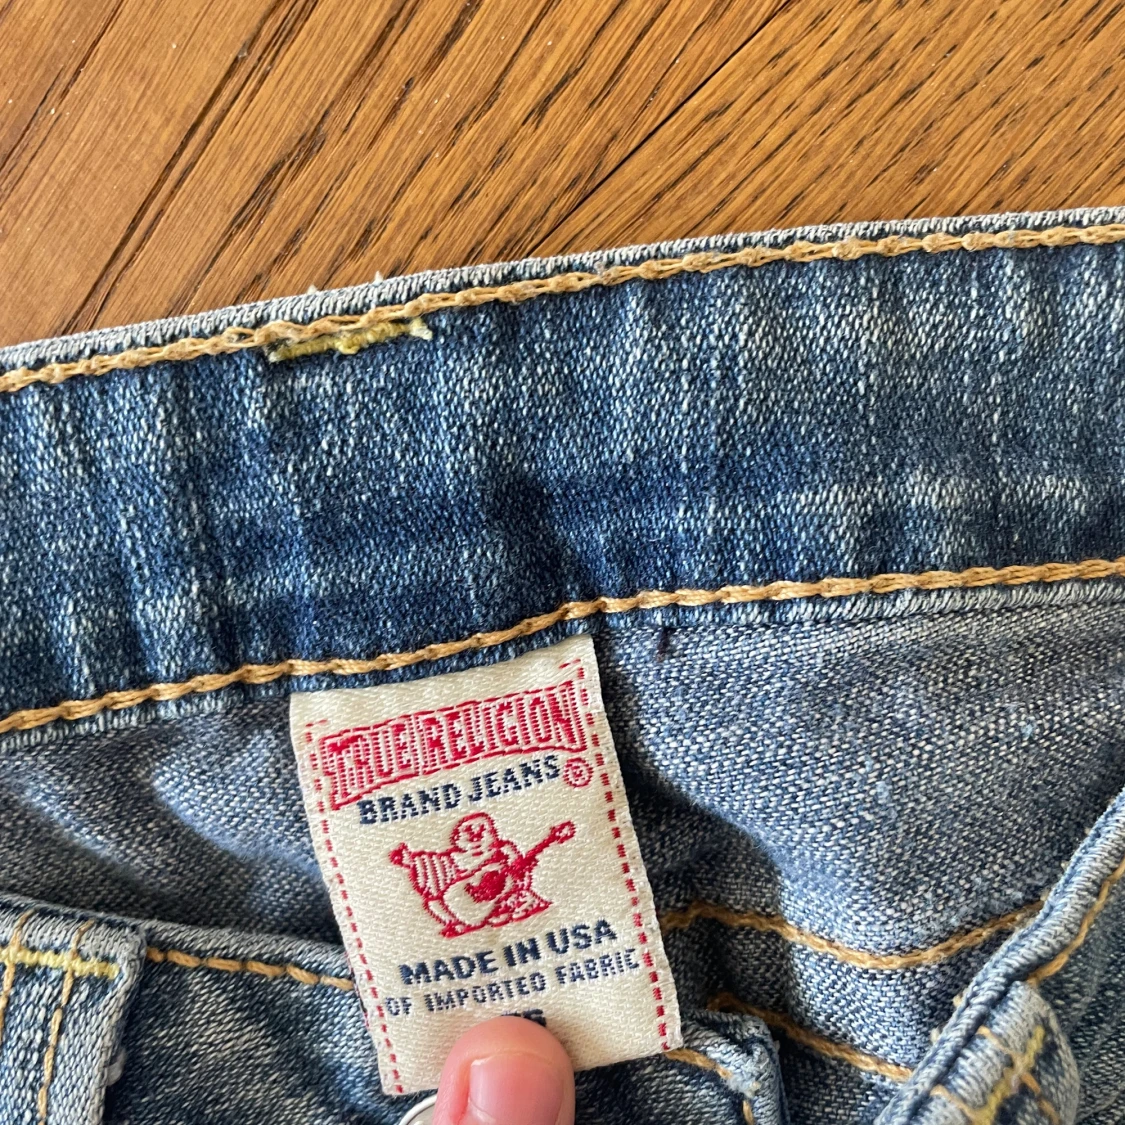 TRUE RELIGION
BRAND JEANS®
MADE IN USA
OF IMPORTED FABRIC